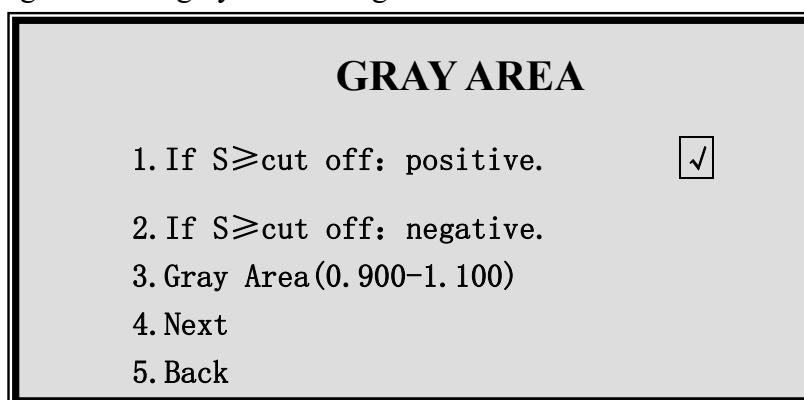 GRAY AREA
1.If S≥cut off: positive. √
2.If S≥cut off: negative.
3.Gray Area(0.900-1.100)
4.Next
5.Back